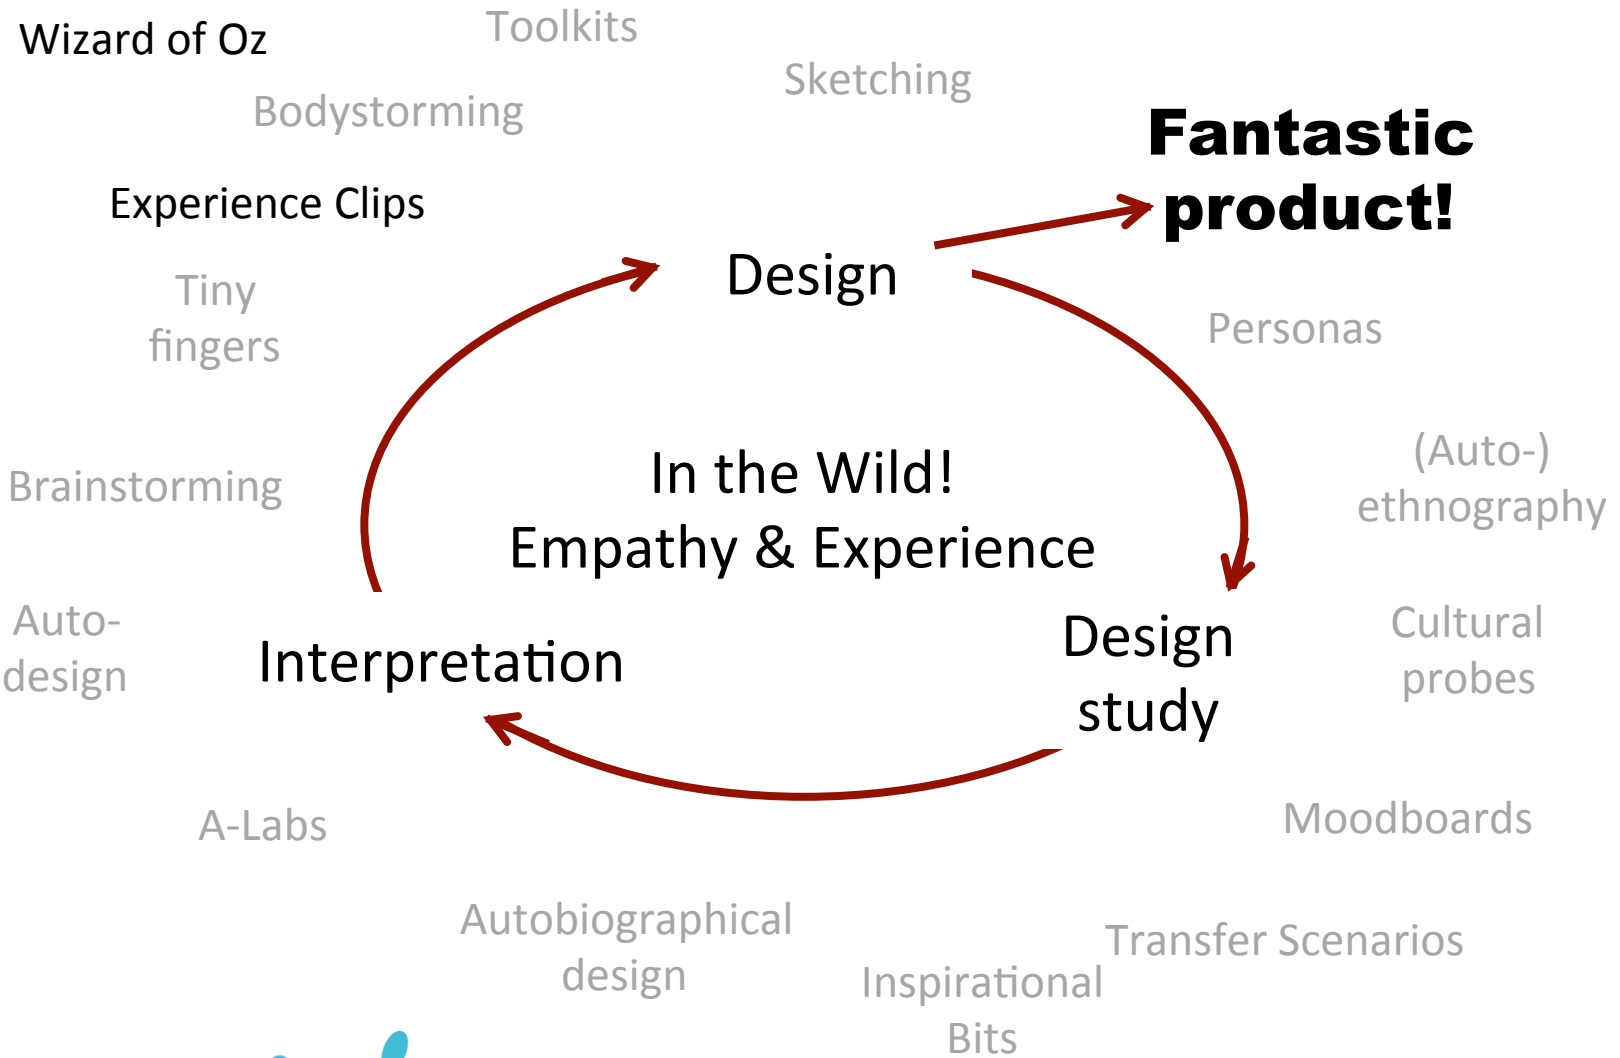 Wizard of Oz
Toolkits
Sketching
Bodystorming
Fantastic
product!
Experience Clips
Design
Tiny
fingers
Personas
In the Wild!
Empathy & Experience
(Auto-)
ethnography
Brainstorming
Auto-
design
Interpretation
Design
study
Cultural
probes
A-Labs
Moodboards
Autobiographical
design
Transfer Scenarios
Inspirational
Bits